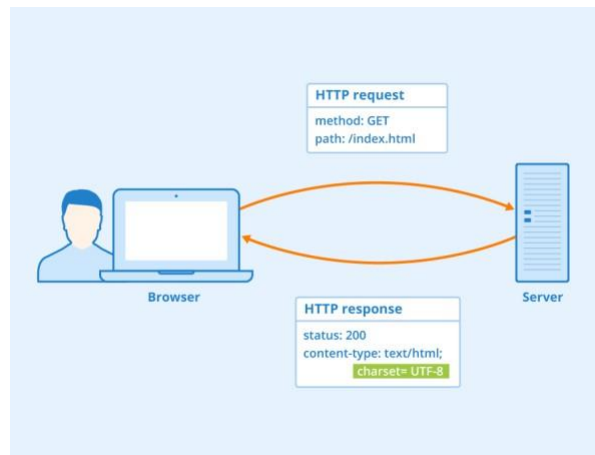 HTTP request
method: GET
path: /index.html
Browser
Server
HTTP response
status: 200
content-type: text/html;
charset= UTF-8